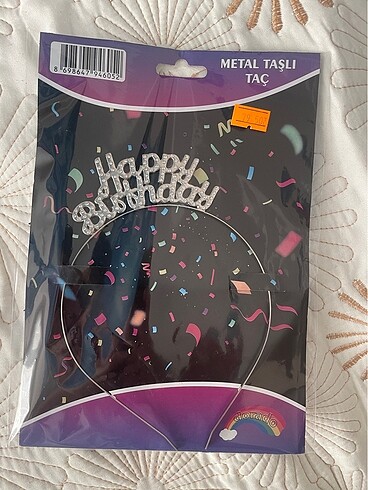 8 698647 946052
METAL TAŞLI
TAÇ
Happy
Birthday